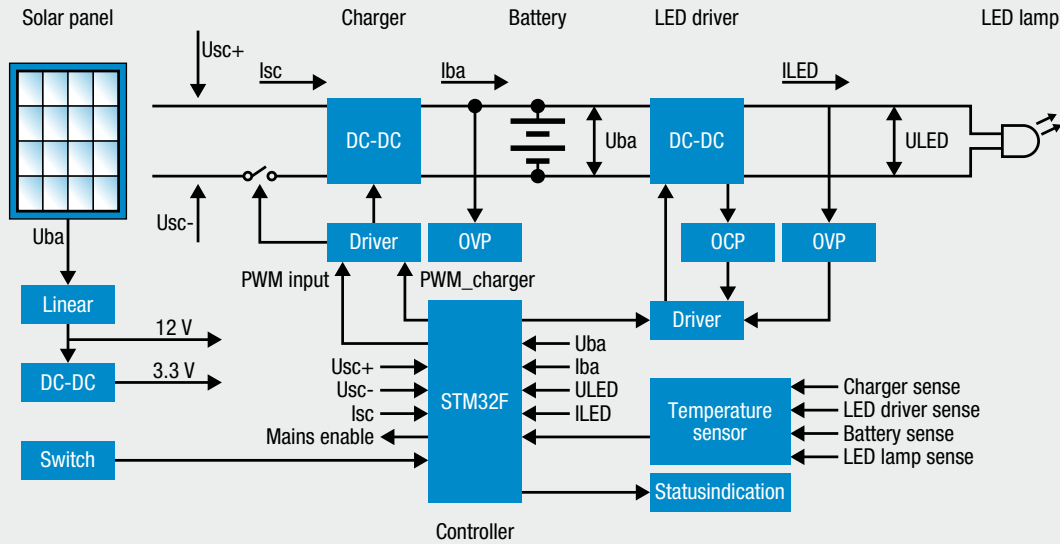 Solar panel
Charger
Battery
LED driver
LED lamp
Usc+
Isc
Iba
ILED
DC-DC
Uba
DC-DC
ULED
Usc-
Uba
Driver
OVP
OCP
OVP
PWM input
PWM_charger
Linear
Driver
12 V
Uba
DC-DC
3.3 V
Usc+
Iba
Usc-
STM32F
ULED
Isc
ILED
Mains enable
Temperature
sensor
Charger sense
LED driver sense
Battery sense
LED lamp sense
Switch
Statusindication
Controller